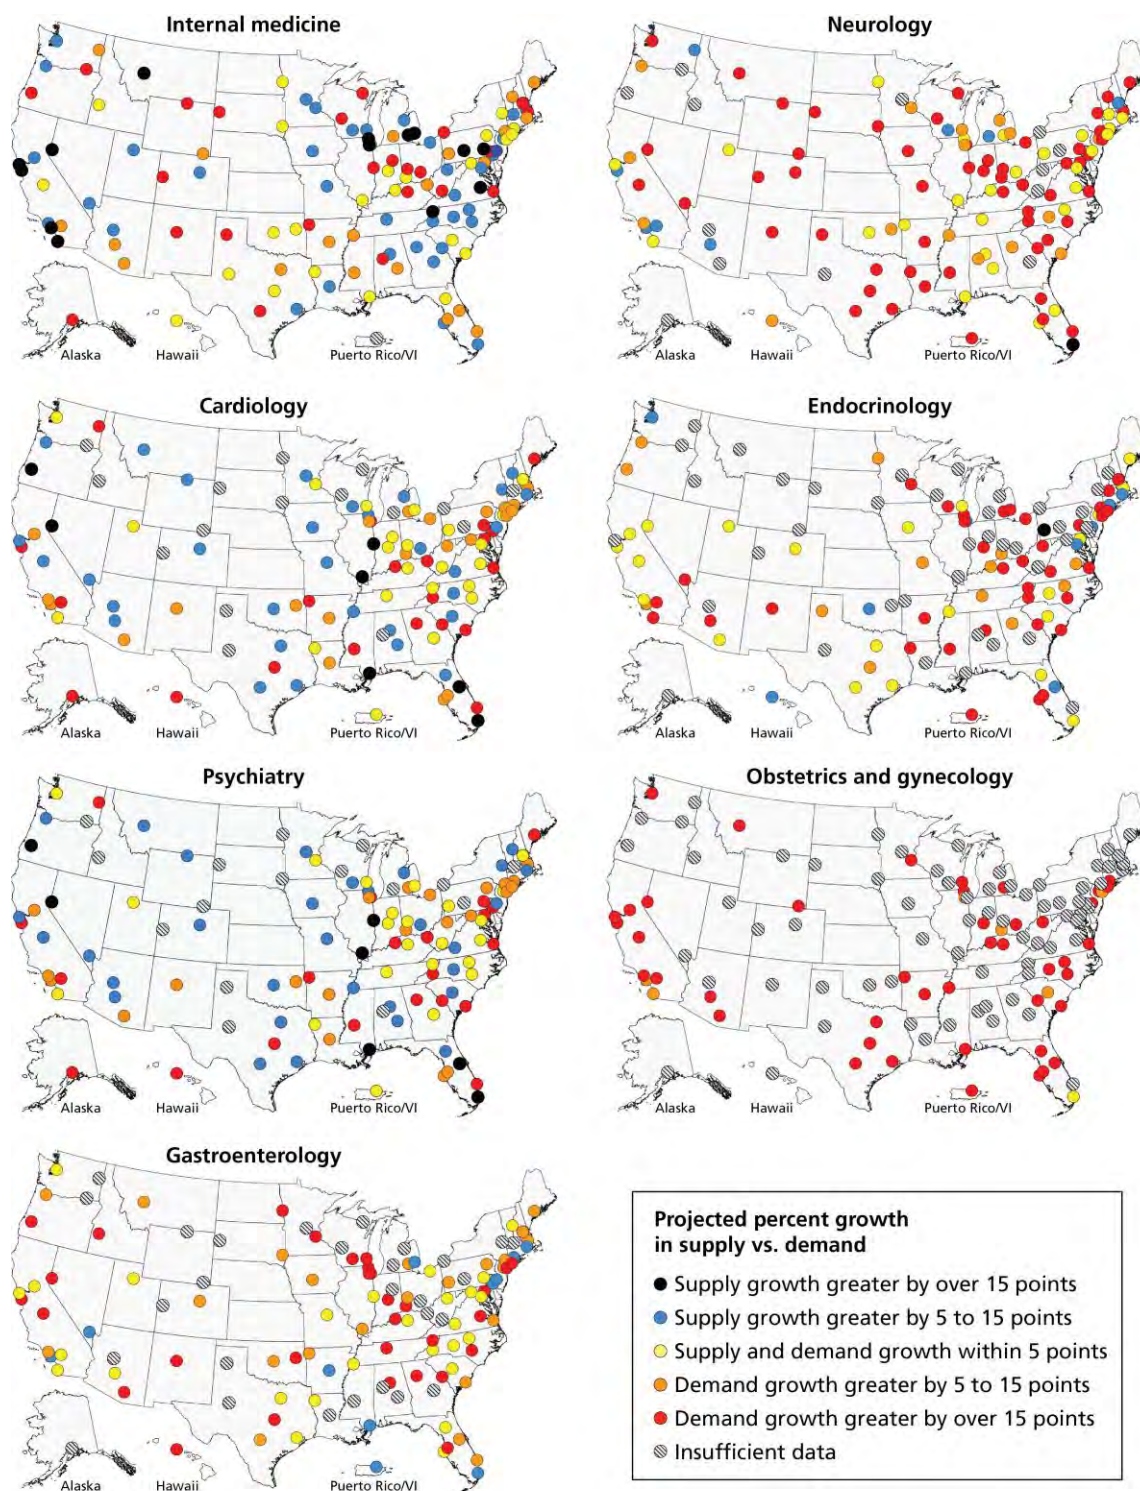 Internal medicine
Neurology
Alaska
Hawaii
Puerto Rico/VI
Alaska
Hawaii
Puerto Rico/VI
Cardiology
Endocrinology
Alaska
Hawaii
Puerto Rico/VI
Alaska
Hawaii
Puerto Rico/VI
Psychiatry
Obstetrics and gynecology
Alaska
Hawaii
Puerto Rico/VI
Alaska
Hawaii
Puerto Rico/VI
Gastroenterology
Alaska
Hawaii
Puerto Rico/VI
Projected percent growth
in supply vs. demand
Supply growth greater by over 15 points
Supply growth greater by 5 to 15 points
Supply and demand growth within 5 points
Demand growth greater by 5 to 15 points
Demand growth greater by over 15 points
Insufficient data